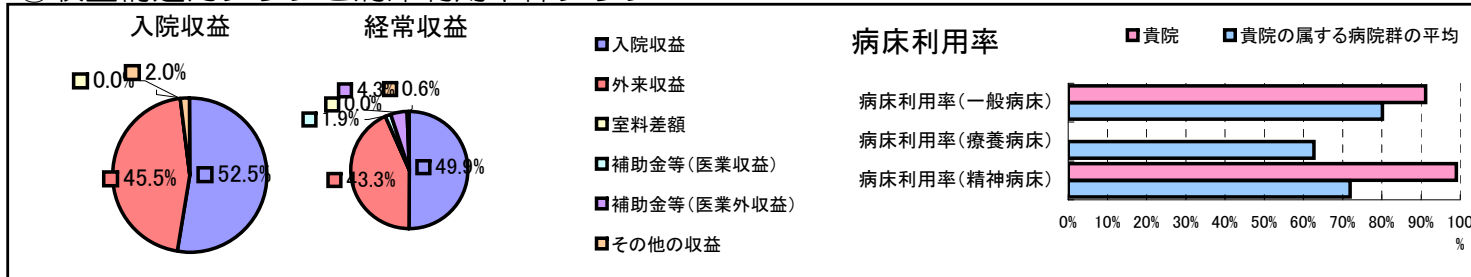 入院収益
0.0%
2.0%
45.5%
52.5%
経常収益
4.3%
0.6%
0.0%
1.9%
43.3%
49.9%
入院収益
外来収益
室料差額
補助金等(医業収益)
補助金等(医業外収益)
その他の収益
病床利用率
貴院
貴院の属する病院群の平均
病床利用率(一般病床)
病床利用率(療養病床)
病床利用率(精神病床)
0% 10% 20% 30% 40% 50% 60% 70% 80% 90% 100
%